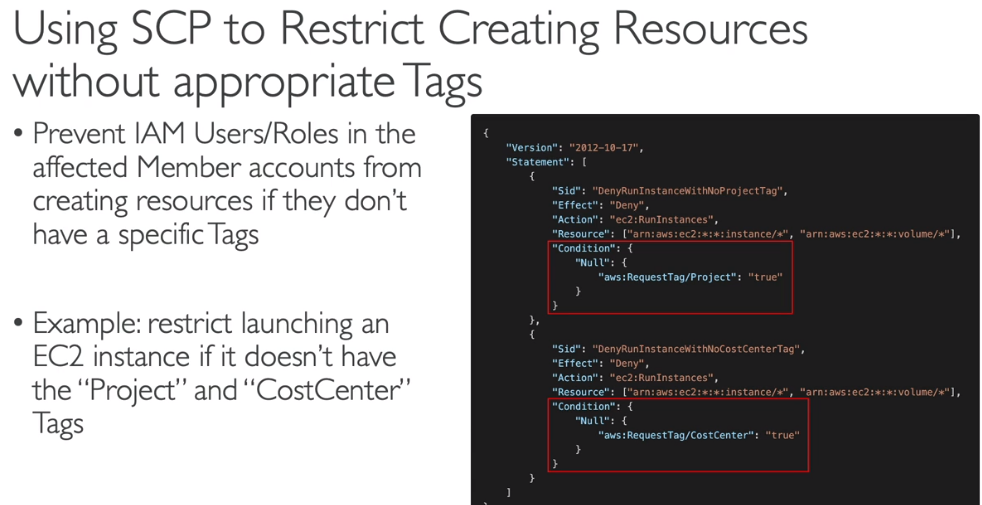 Using SCP to Restrict Creating Resources
without appropriate Tags
• Prevent IAM Users/Roles in the
affected Member accounts from
creating resources if they don't
have a specific Tags
• Example: restrict launching an
EC2 instance if it doesn't have
the “Project” and “CostCenter”
Tags
{
"Version": "2012-10-17",
"Statement": [
{
"Sid": "DenyRunInstanceWithNoProjectTag",
"Effect": "Deny",
"Action": "ec2:RunInstances",
"Resource": ["arn:aws:ec2:*:*:instance/*", "arn:aws:ec2:*:*:volume/*"],
"Condition": {
"Null": {
"aws:RequestTag/Project": "true"
}
}
},
{
"Sid": "DenyRunInstanceWithNoCostCenterTag",
"Effect": "Deny",
"Action": "ec2:RunInstances",
"Resource": ["arn:aws:ec2:*:*:instance/*", "arn:aws:ec2:*:*:volume/*"],
"Condition": {
"Null": {
"aws:RequestTag/CostCenter": "true"
}
}
}
]